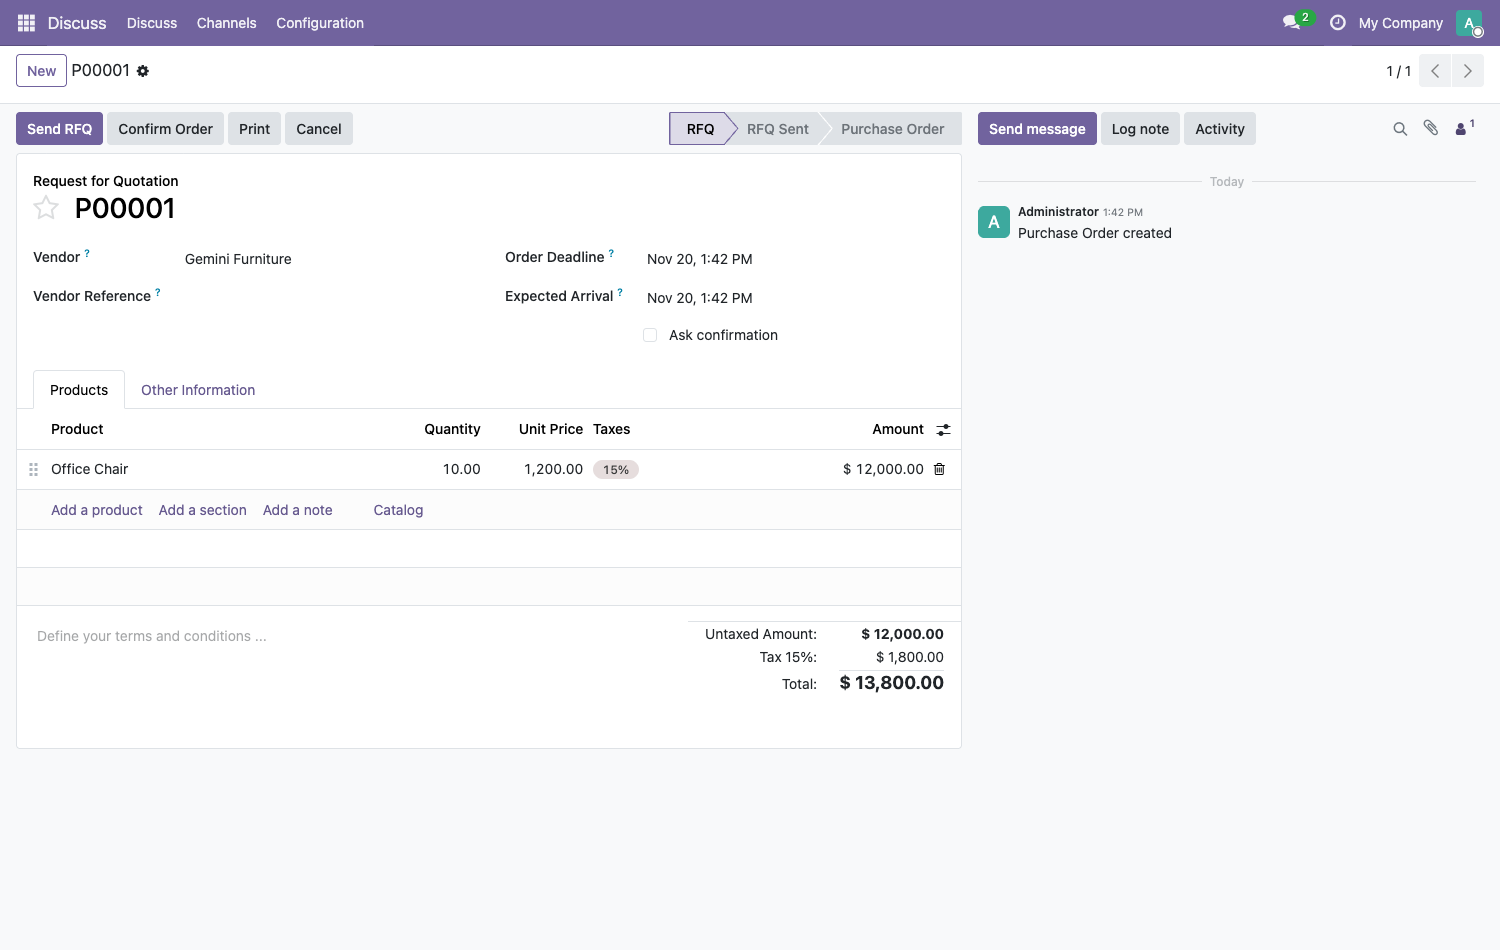 Discuss Discuss Channels Configuration 2 My Company A
New P00001 1 / 1
Send RFQ Confirm Order Print Cancel RFQ RFQ Sent Purchase Order Send message Log note Activity 1
Request for Quotation
P00001
Vendor ? Gemini Furniture
Vendor Reference ?
Order Deadline ? Nov 20, 1:42 PM
Expected Arrival ? Nov 20, 1:42 PM
Ask confirmation
Products Other Information
Product Quantity Unit Price Taxes Amount
Office Chair 10.00 1,200.00 15% $ 12,000.00
Add a product Add a section Add a note Catalog
Define your terms and conditions ...
Untaxed Amount: $ 12,000.00
Tax 15%: $ 1,800.00
Total: $ 13,800.00
Today
A Administrator 1:42 PM
Purchase Order created